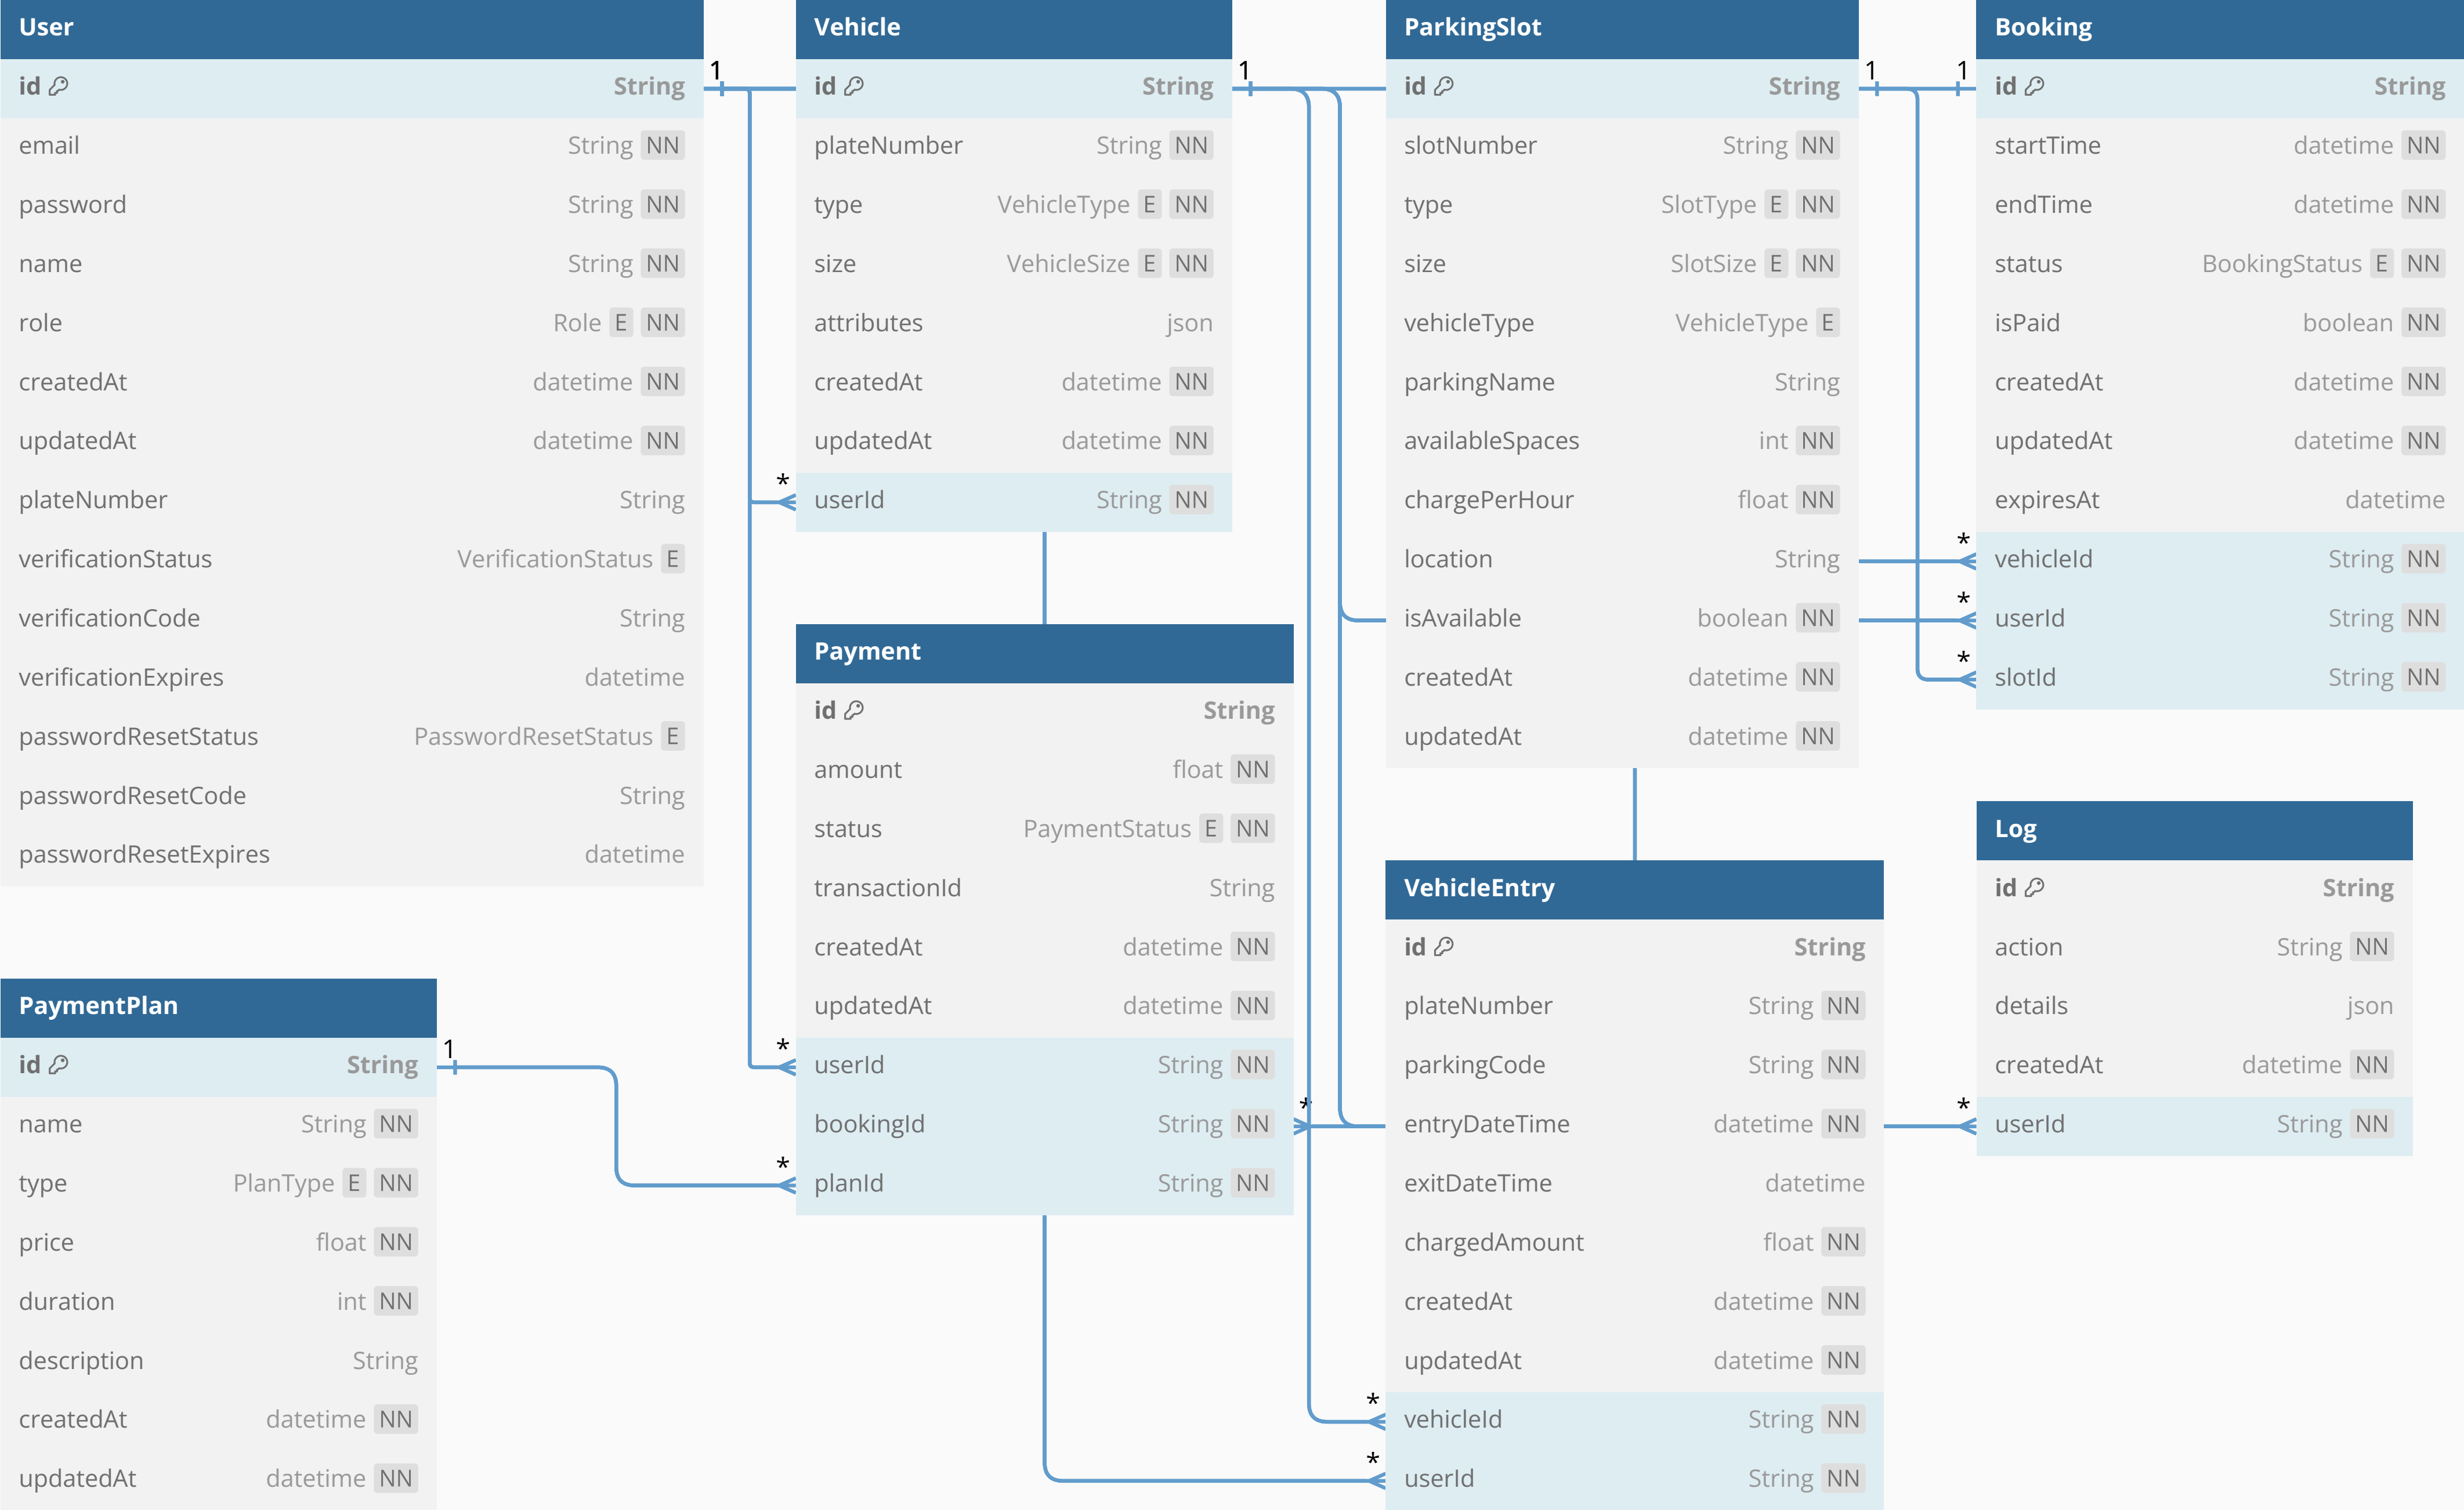 User
id String
email String NN
password String NN
name String NN
role Role E NN
createdAt datetime NN
updatedAt datetime NN
plateNumber String
verificationStatus VerificationStatus E
verificationCode String
verificationExpires datetime
passwordResetStatus PasswordResetStatus E
passwordResetCode String
passwordResetExpires datetime
1
Vehicle
id String
plateNumber String NN
type VehicleType E NN
size VehicleSize E NN
attributes json
createdAt datetime NN
updatedAt datetime NN
* userId String NN
1
ParkingSlot
id String
slotNumber String NN
type SlotType E NN
size SlotSize E NN
vehicleType VehicleType E
parkingName String
availableSpaces int NN
chargePerHour float NN
location String
isAvailable boolean NN
createdAt datetime NN
updatedAt datetime NN
1 1
Booking
id String
startTime datetime NN
endTime datetime NN
status BookingStatus E NN
isPaid boolean NN
createdAt datetime NN
updatedAt datetime NN
expiresAt datetime
* vehicleId String NN
* userId String NN
* slotId String NN
Payment
id String
amount float NN
status PaymentStatus E NN
transactionId String
createdAt datetime NN
updatedAt datetime NN
* userId String NN
bookingId String NN *
* planId String NN
VehicleEntry
id String
plateNumber String NN
parkingCode String NN
entryDateTime datetime NN
exitDateTime datetime
chargedAmount float NN
createdAt datetime NN
updatedAt datetime NN
* vehicleId String NN
* userId String NN
Log
id String
action String NN
details json
createdAt datetime NN
* userId String NN
PaymentPlan
id String 1
name String NN
type PlanType E NN
price float NN
duration int NN
description String
createdAt datetime NN
updatedAt datetime NN